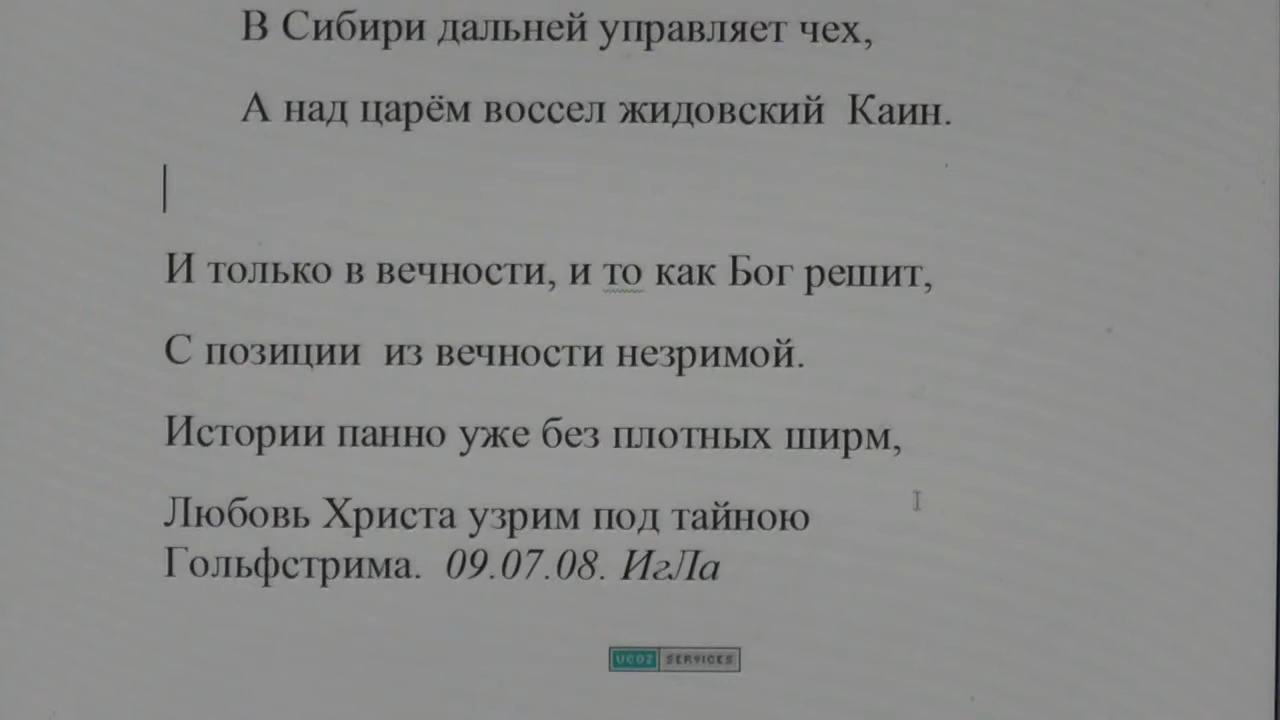 В Сибири дальней управляет чех,
А над царём воссел жидовский Каин.
И только в вечности, и то как Бог решит,
С позиции из вечности незримой.
Истории панно уже без плотных ширм,
Любовь Христа узрим под тайною
Гольфстрима. 09.07.08. ИгЛа
UCOZ SERVICES